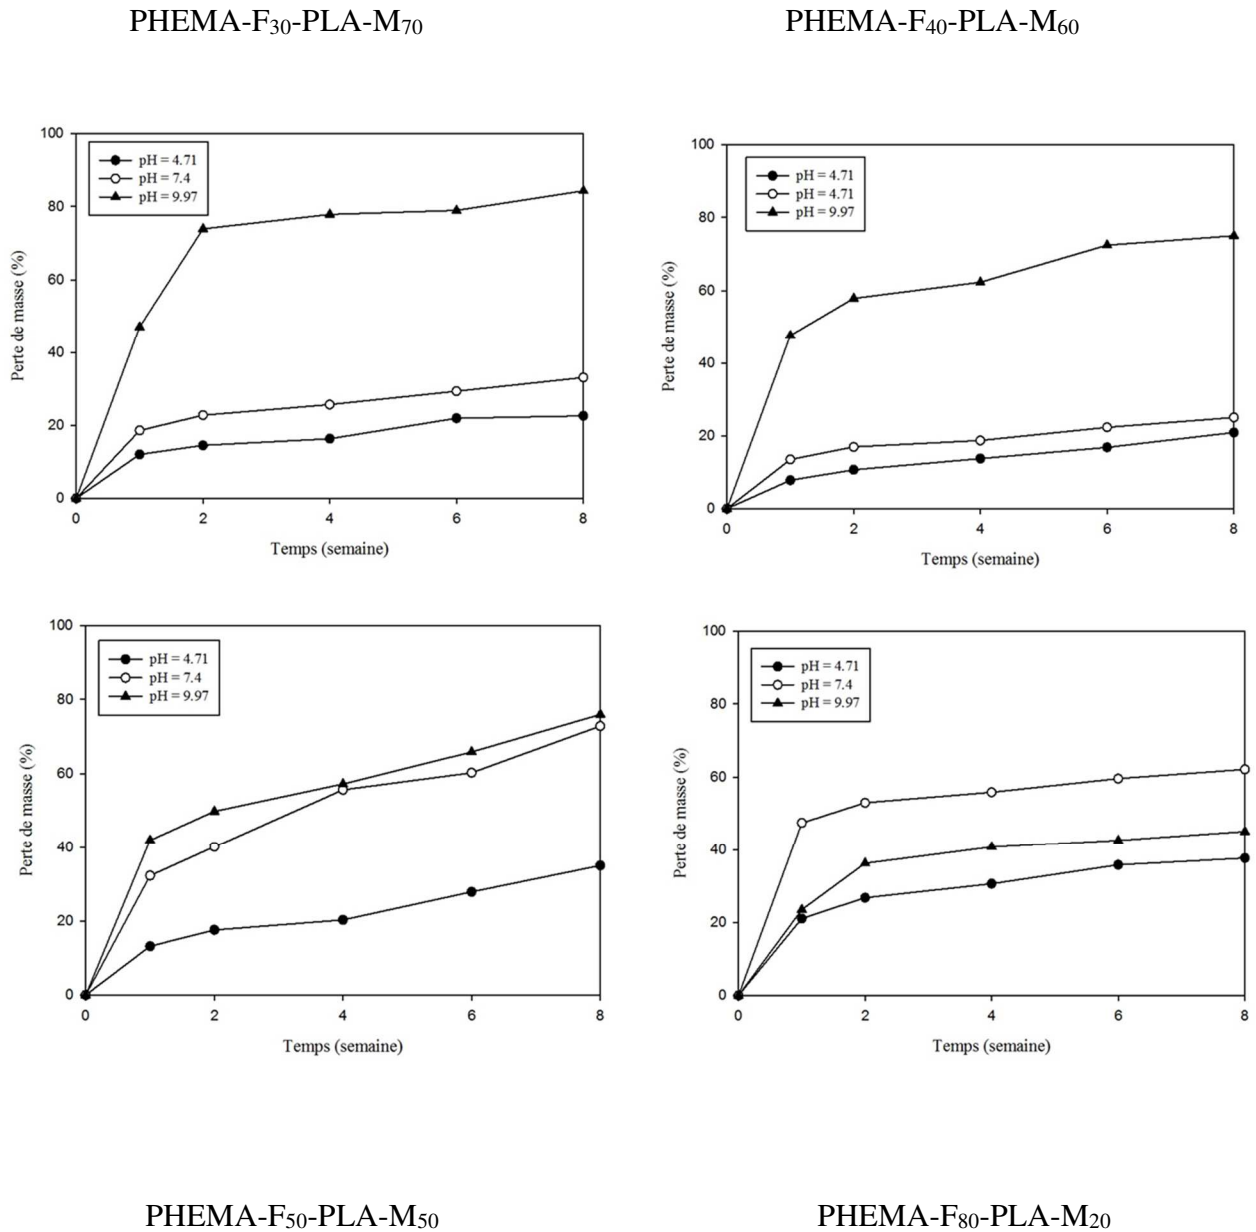 PHEMA-F₃₀-PLA-M₇₀
PHEMA-F₄₀-PLA-M₆₀
100
80
60
40
20
0
Perte de masse (%)
pH = 4.71
pH = 7.4
pH = 9.97
0 2 4 6 8
Temps (semaine)
100
80
60
40
20
0
Perte de masse (%)
pH = 4.71
pH = 4.71
pH = 9.97
0 2 4 6 8
Temps (semaine)
100
80
60
40
20
0
Perte de masse (%)
pH = 4.71
pH = 7.4
pH = 9.97
0 2 4 6 8
Temps (semaine)
100
80
60
40
20
0
Perte de masse (%)
pH = 4.71
pH = 7.4
pH = 9.97
0 2 4 6 8
Temps (semaine)
PHEMA-F₅₀-PLA-M₅₀
PHEMA-F₈₀-PLA-M₂₀